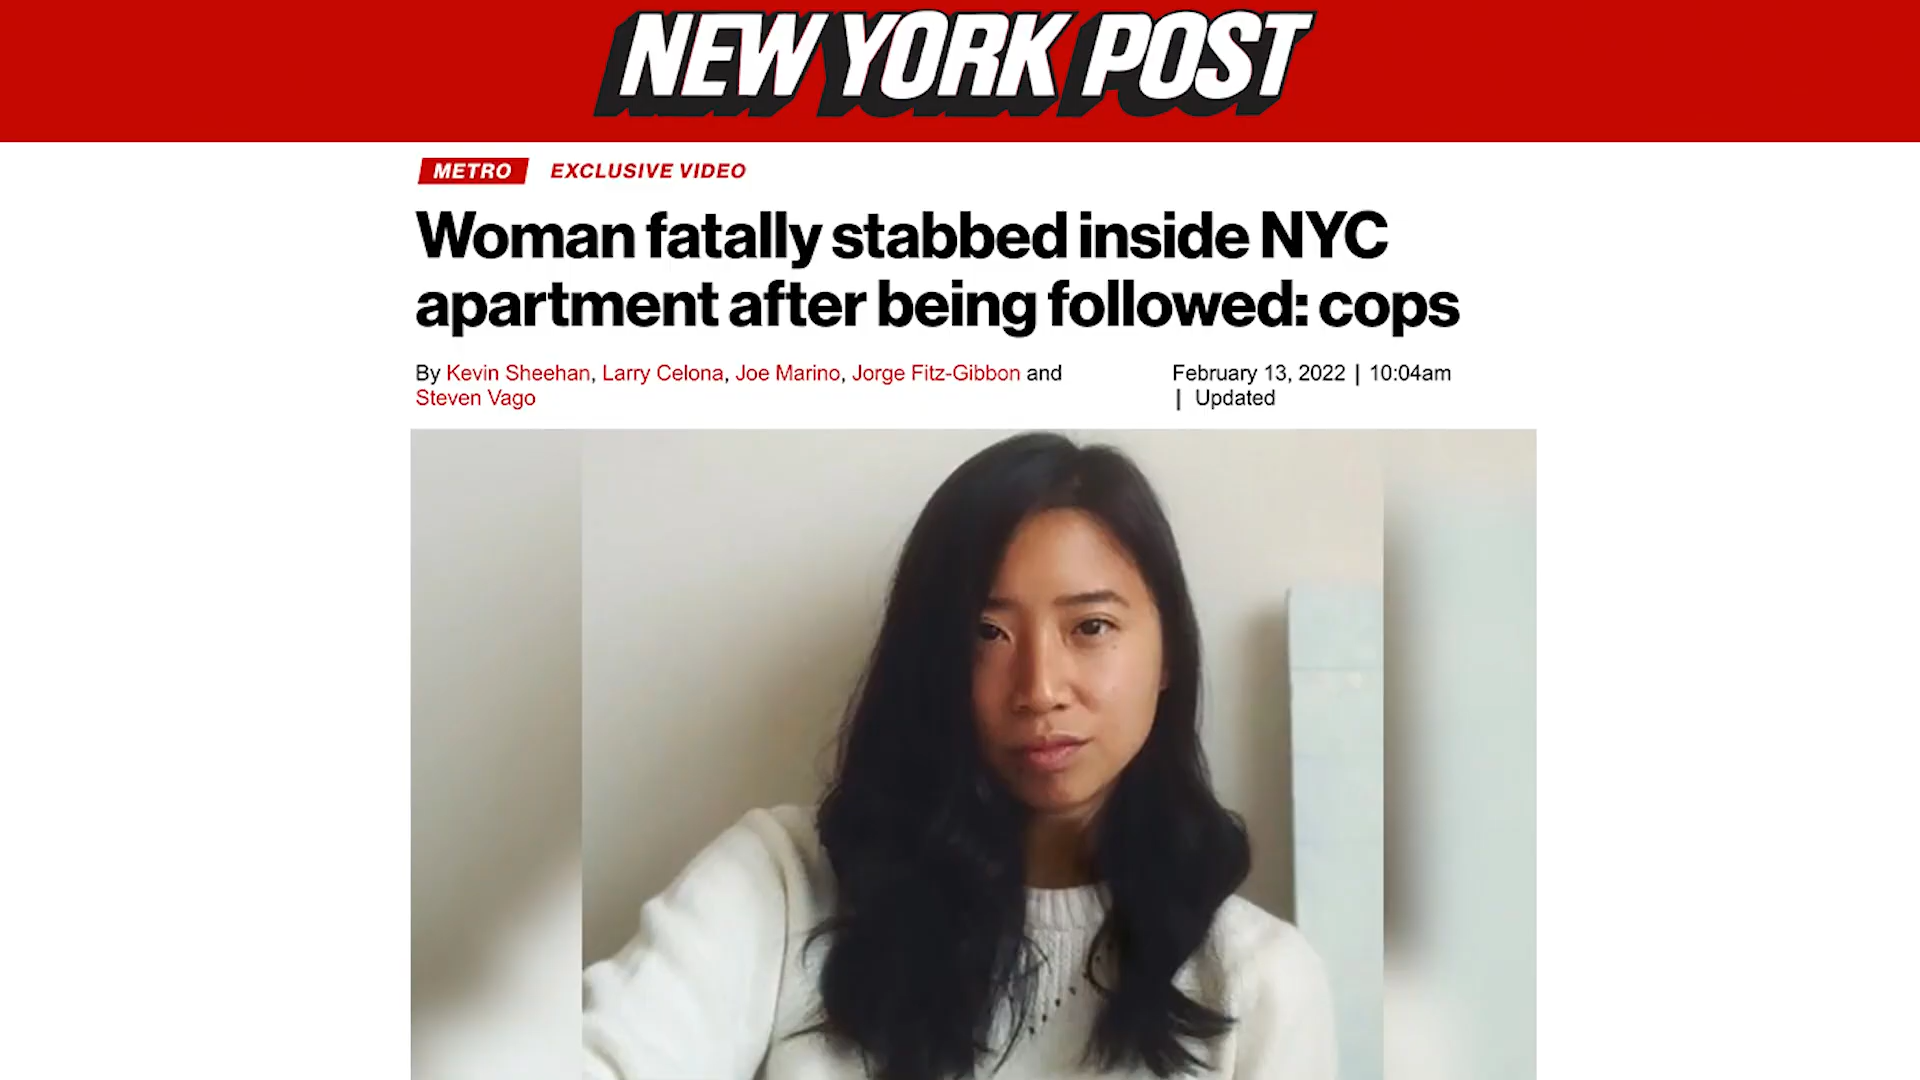 NEW YORK POST
METRO EXCLUSIVE VIDEO
Woman fatally stabbed inside NYC
apartment after being followed: cops
By Kevin Sheehan, Larry Celona, Joe Marino, Jorge Fitz-Gibbon and
Steven Vago
February 13, 2022 | 10:04am
| Updated